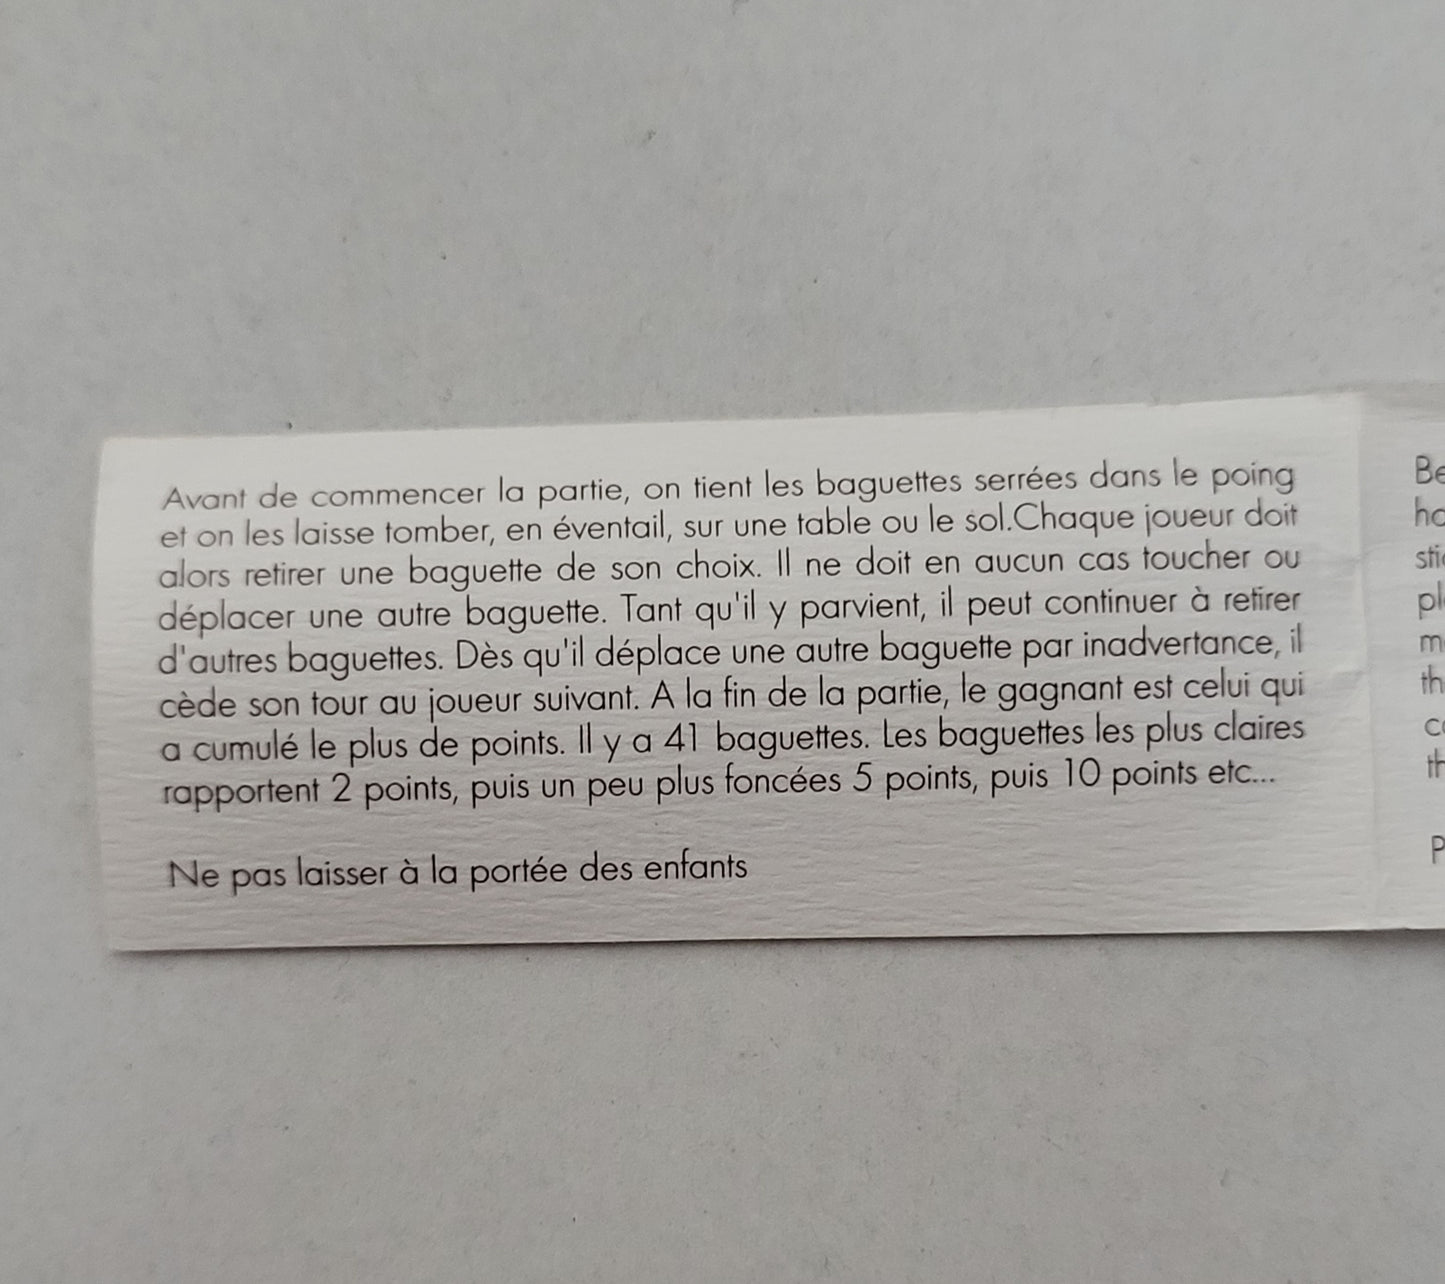 Avant de commencer la partie, on tient les baguettes serrées dans le poing
et on les laisse tomber, en éventail, sur une table ou le sol.Chaque joueur doit
alors retirer une baguette de son choix. Il ne doit en aucun cas toucher ou
déplacer une autre baguette. Tant qu'il y parvient, il peut continuer à retirer
d'autres baguettes. Dès qu'il déplace une autre baguette par inadvertance, il
cède son tour au joueur suivant. A la fin de la partie, le gagnant est celui qui
a cumulé le plus de points. Il y a 41 baguettes. Les baguettes les plus claires
rapportent 2 points, puis un peu plus foncées 5 points, puis 10 points etc...
Ne pas laisser à la portée des enfants